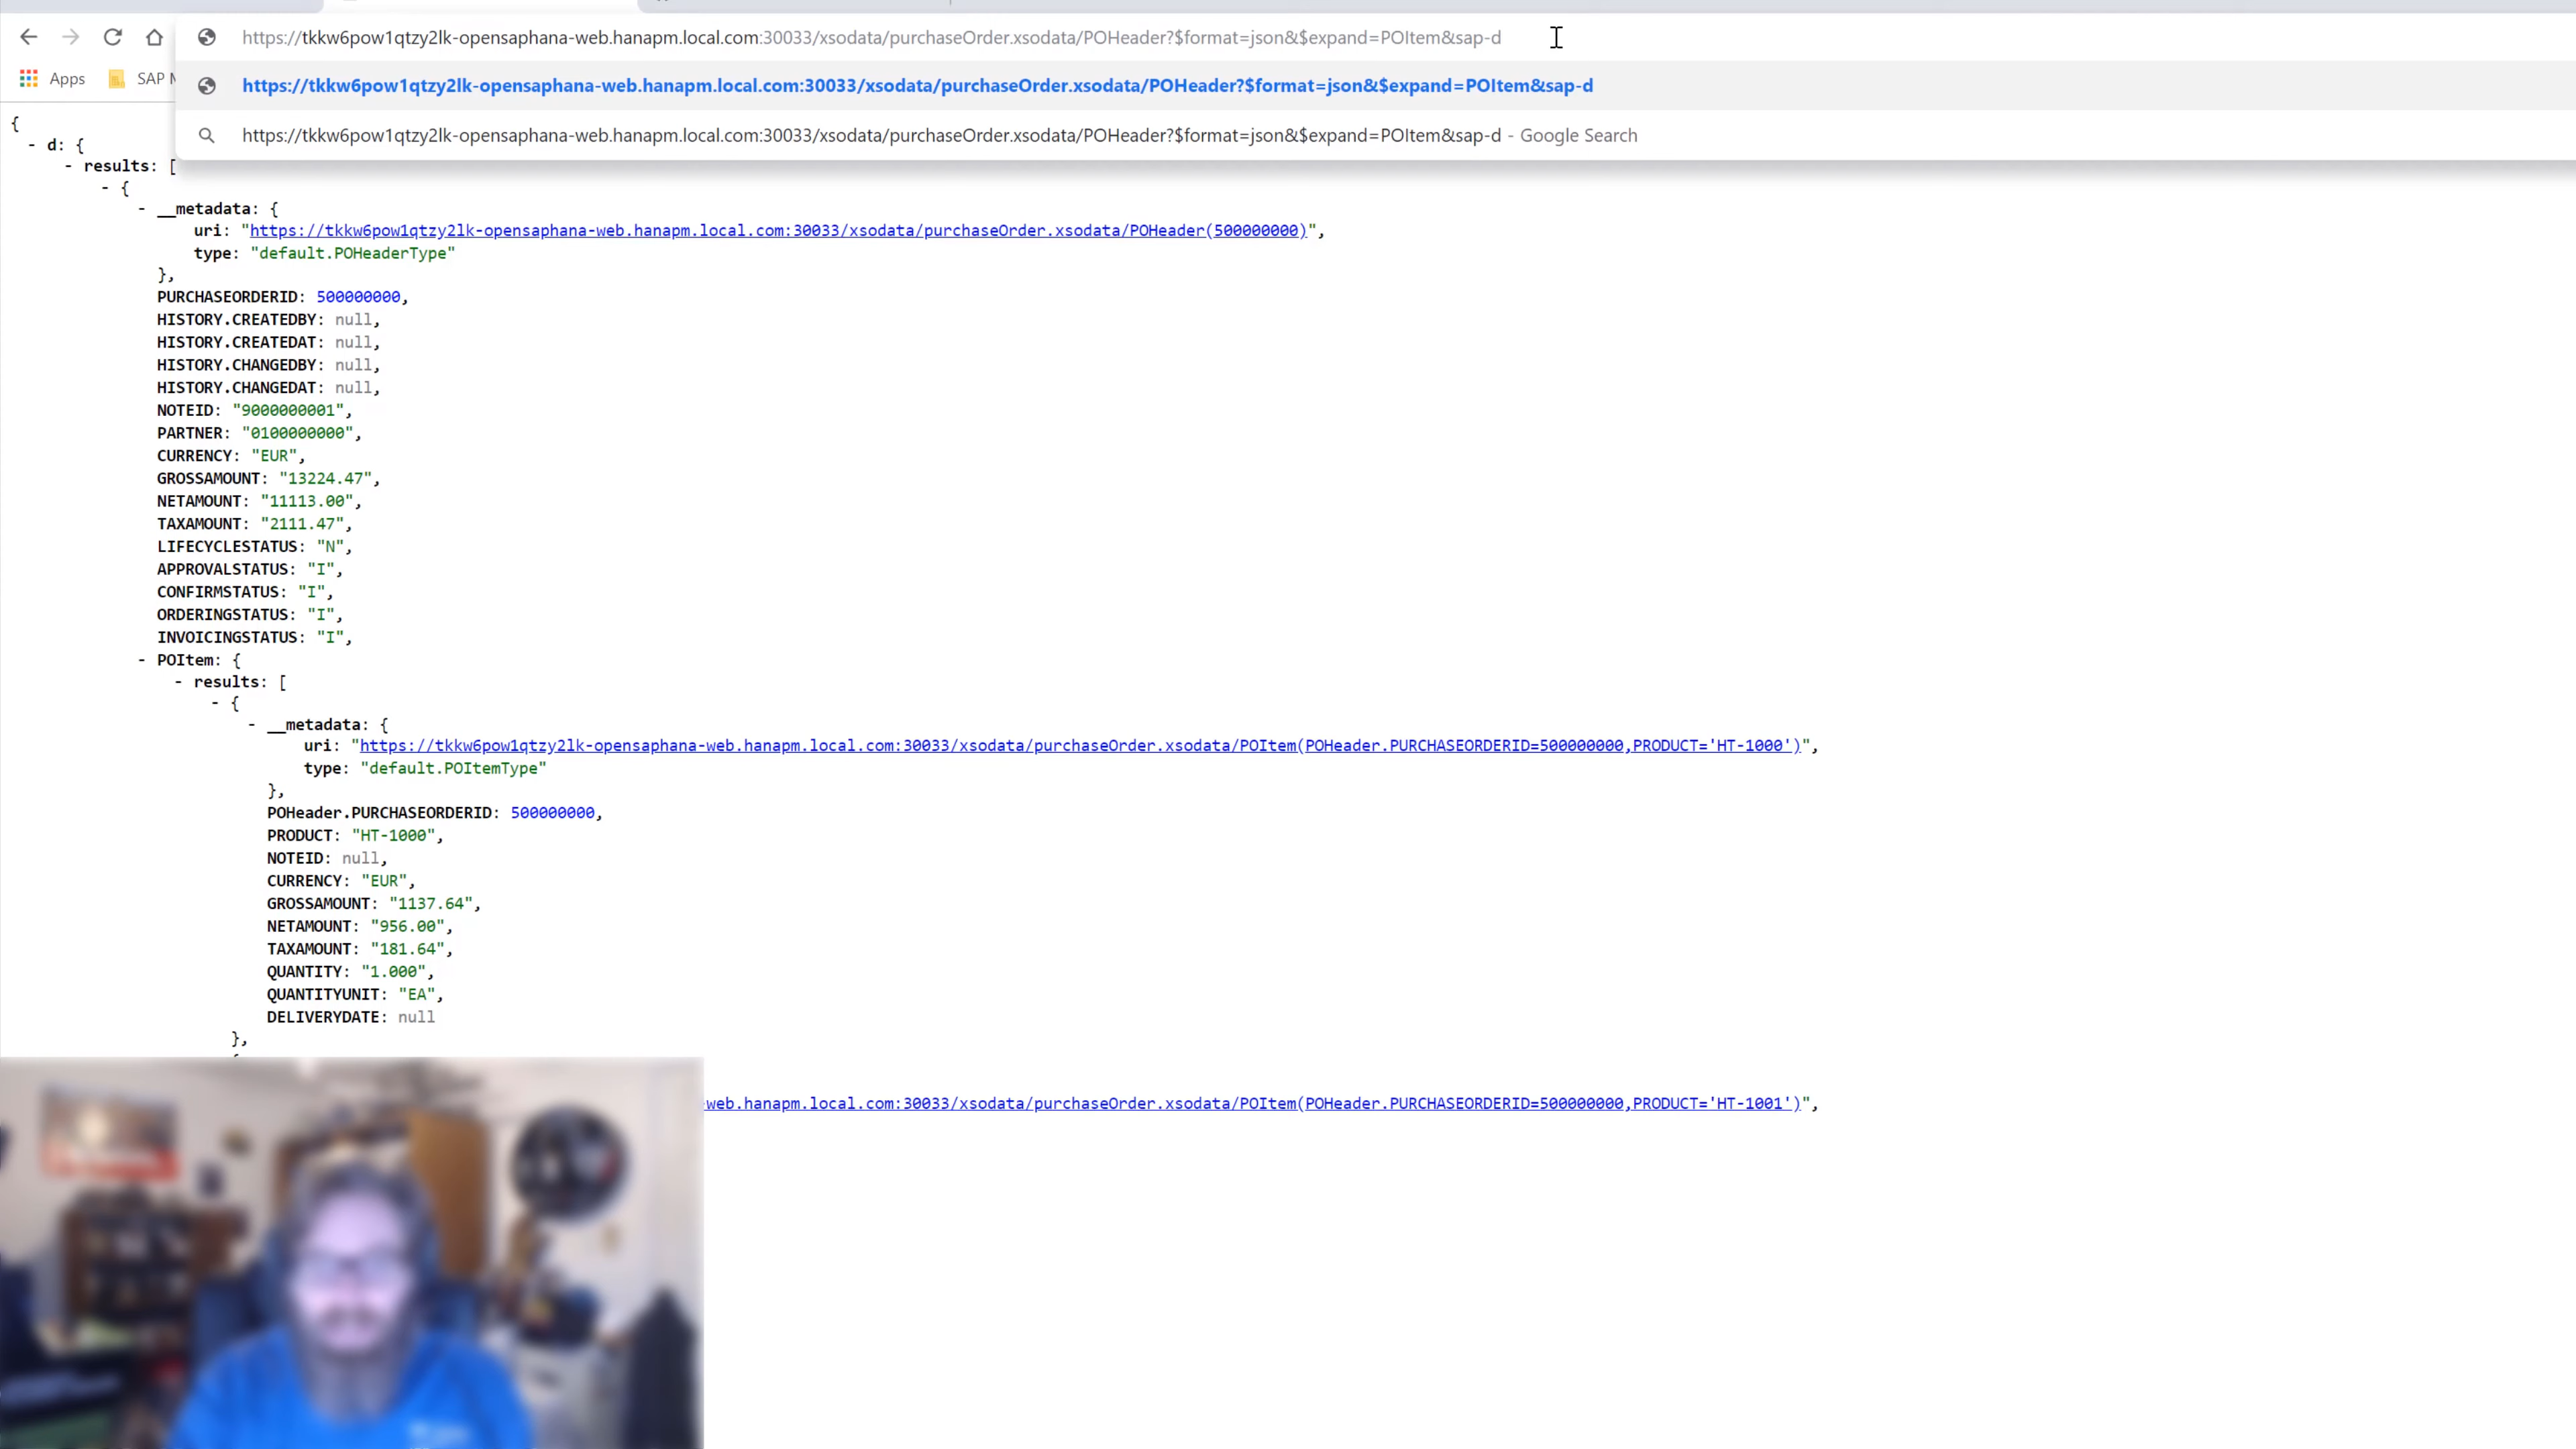 https://tkkw6pow1qtzy2lk-opensaphana-web.hanapm.local.com:30033/xsodata/purchaseOrder.xsodata/POHeader?$format=json&$expand=POItem&sap-d
Apps SAP
https://tkkw6pow1qtzy2lk-opensaphana-web.hanapm.local.com:30033/xsodata/purchaseOrder.xsodata/POHeader?$format=json&$expand=POItem&sap-d
https://tkkw6pow1qtzy2lk-opensaphana-web.hanapm.local.com:30033/xsodata/purchaseOrder.xsodata/POHeader?$format=json&$expand=POItem&sap-d - Google Search
{
- d: {
- results: [
- {
- __metadata: {
uri: "https://tkkw6pow1qtzy2lk-opensaphana-web.hanapm.local.com:30033/xsodata/purchaseOrder.xsodata/POHeader(500000000)",
type: "default.POHeaderType"
},
PURCHASEORDERID: 500000000,
HISTORY.CREATEDBY: null,
HISTORY.CREATEDAT: null,
HISTORY.CHANGEDBY: null,
HISTORY.CHANGEDAT: null,
NOTEID: "9000000001",
PARTNER: "0100000000",
CURRENCY: "EUR",
GROSSAMOUNT: "13224.47",
NETAMOUNT: "11113.00",
TAXAMOUNT: "2111.47",
LIFECYCLESTATUS: "N",
APPROVALSTATUS: "I",
CONFIRMSTATUS: "I",
ORDERINGSTATUS: "I",
INVOICINGSTATUS: "I",
- POItem: {
- results: [
- {
- __metadata: {
uri: "https://tkkw6pow1qtzy2lk-opensaphana-web.hanapm.local.com:30033/xsodata/purchaseOrder.xsodata/POItem(POHeader.PURCHASEORDERID=500000000,PRODUCT='HT-1000')",
type: "default.POItemType"
},
POHeader.PURCHASEORDERID: 500000000,
PRODUCT: "HT-1000",
NOTEID: null,
CURRENCY: "EUR",
GROSSAMOUNT: "1137.64",
NETAMOUNT: "956.00",
TAXAMOUNT: "181.64",
QUANTITY: "1.000",
QUANTITYUNIT: "EA",
DELIVERYDATE: null
},
-web.hanapm.local.com:30033/xsodata/purchaseOrder.xsodata/POItem(POHeader.PURCHASEORDERID=500000000,PRODUCT='HT-1001')",